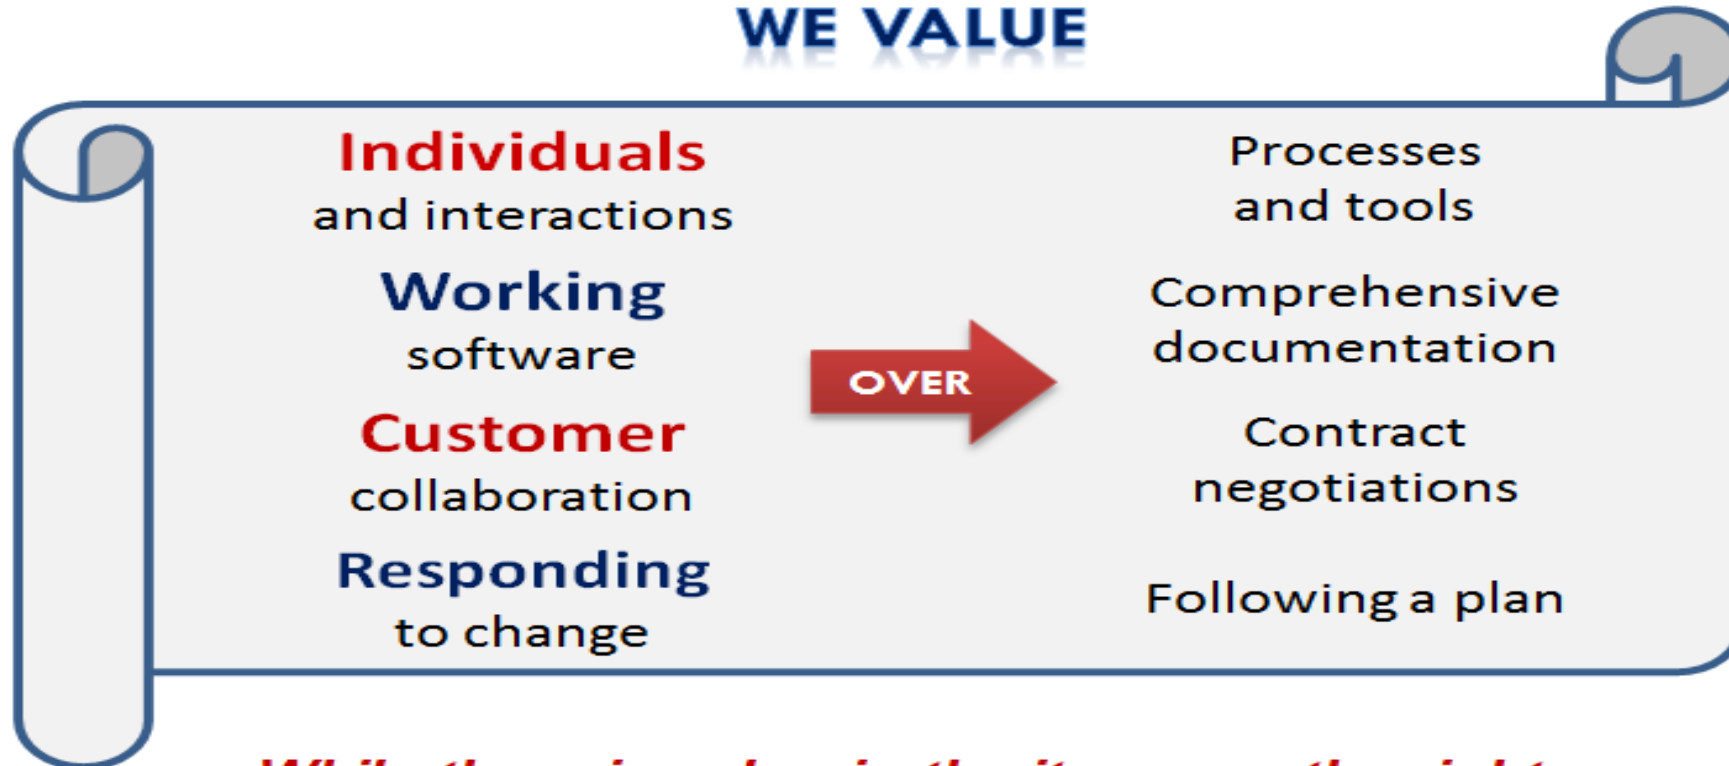 WE VALUE
Individuals
and interactions
Working
software
Customer
collaboration
Responding
to change
OVER
Processes
and tools
Comprehensive
documentation
Contract
negotiations
Following a plan